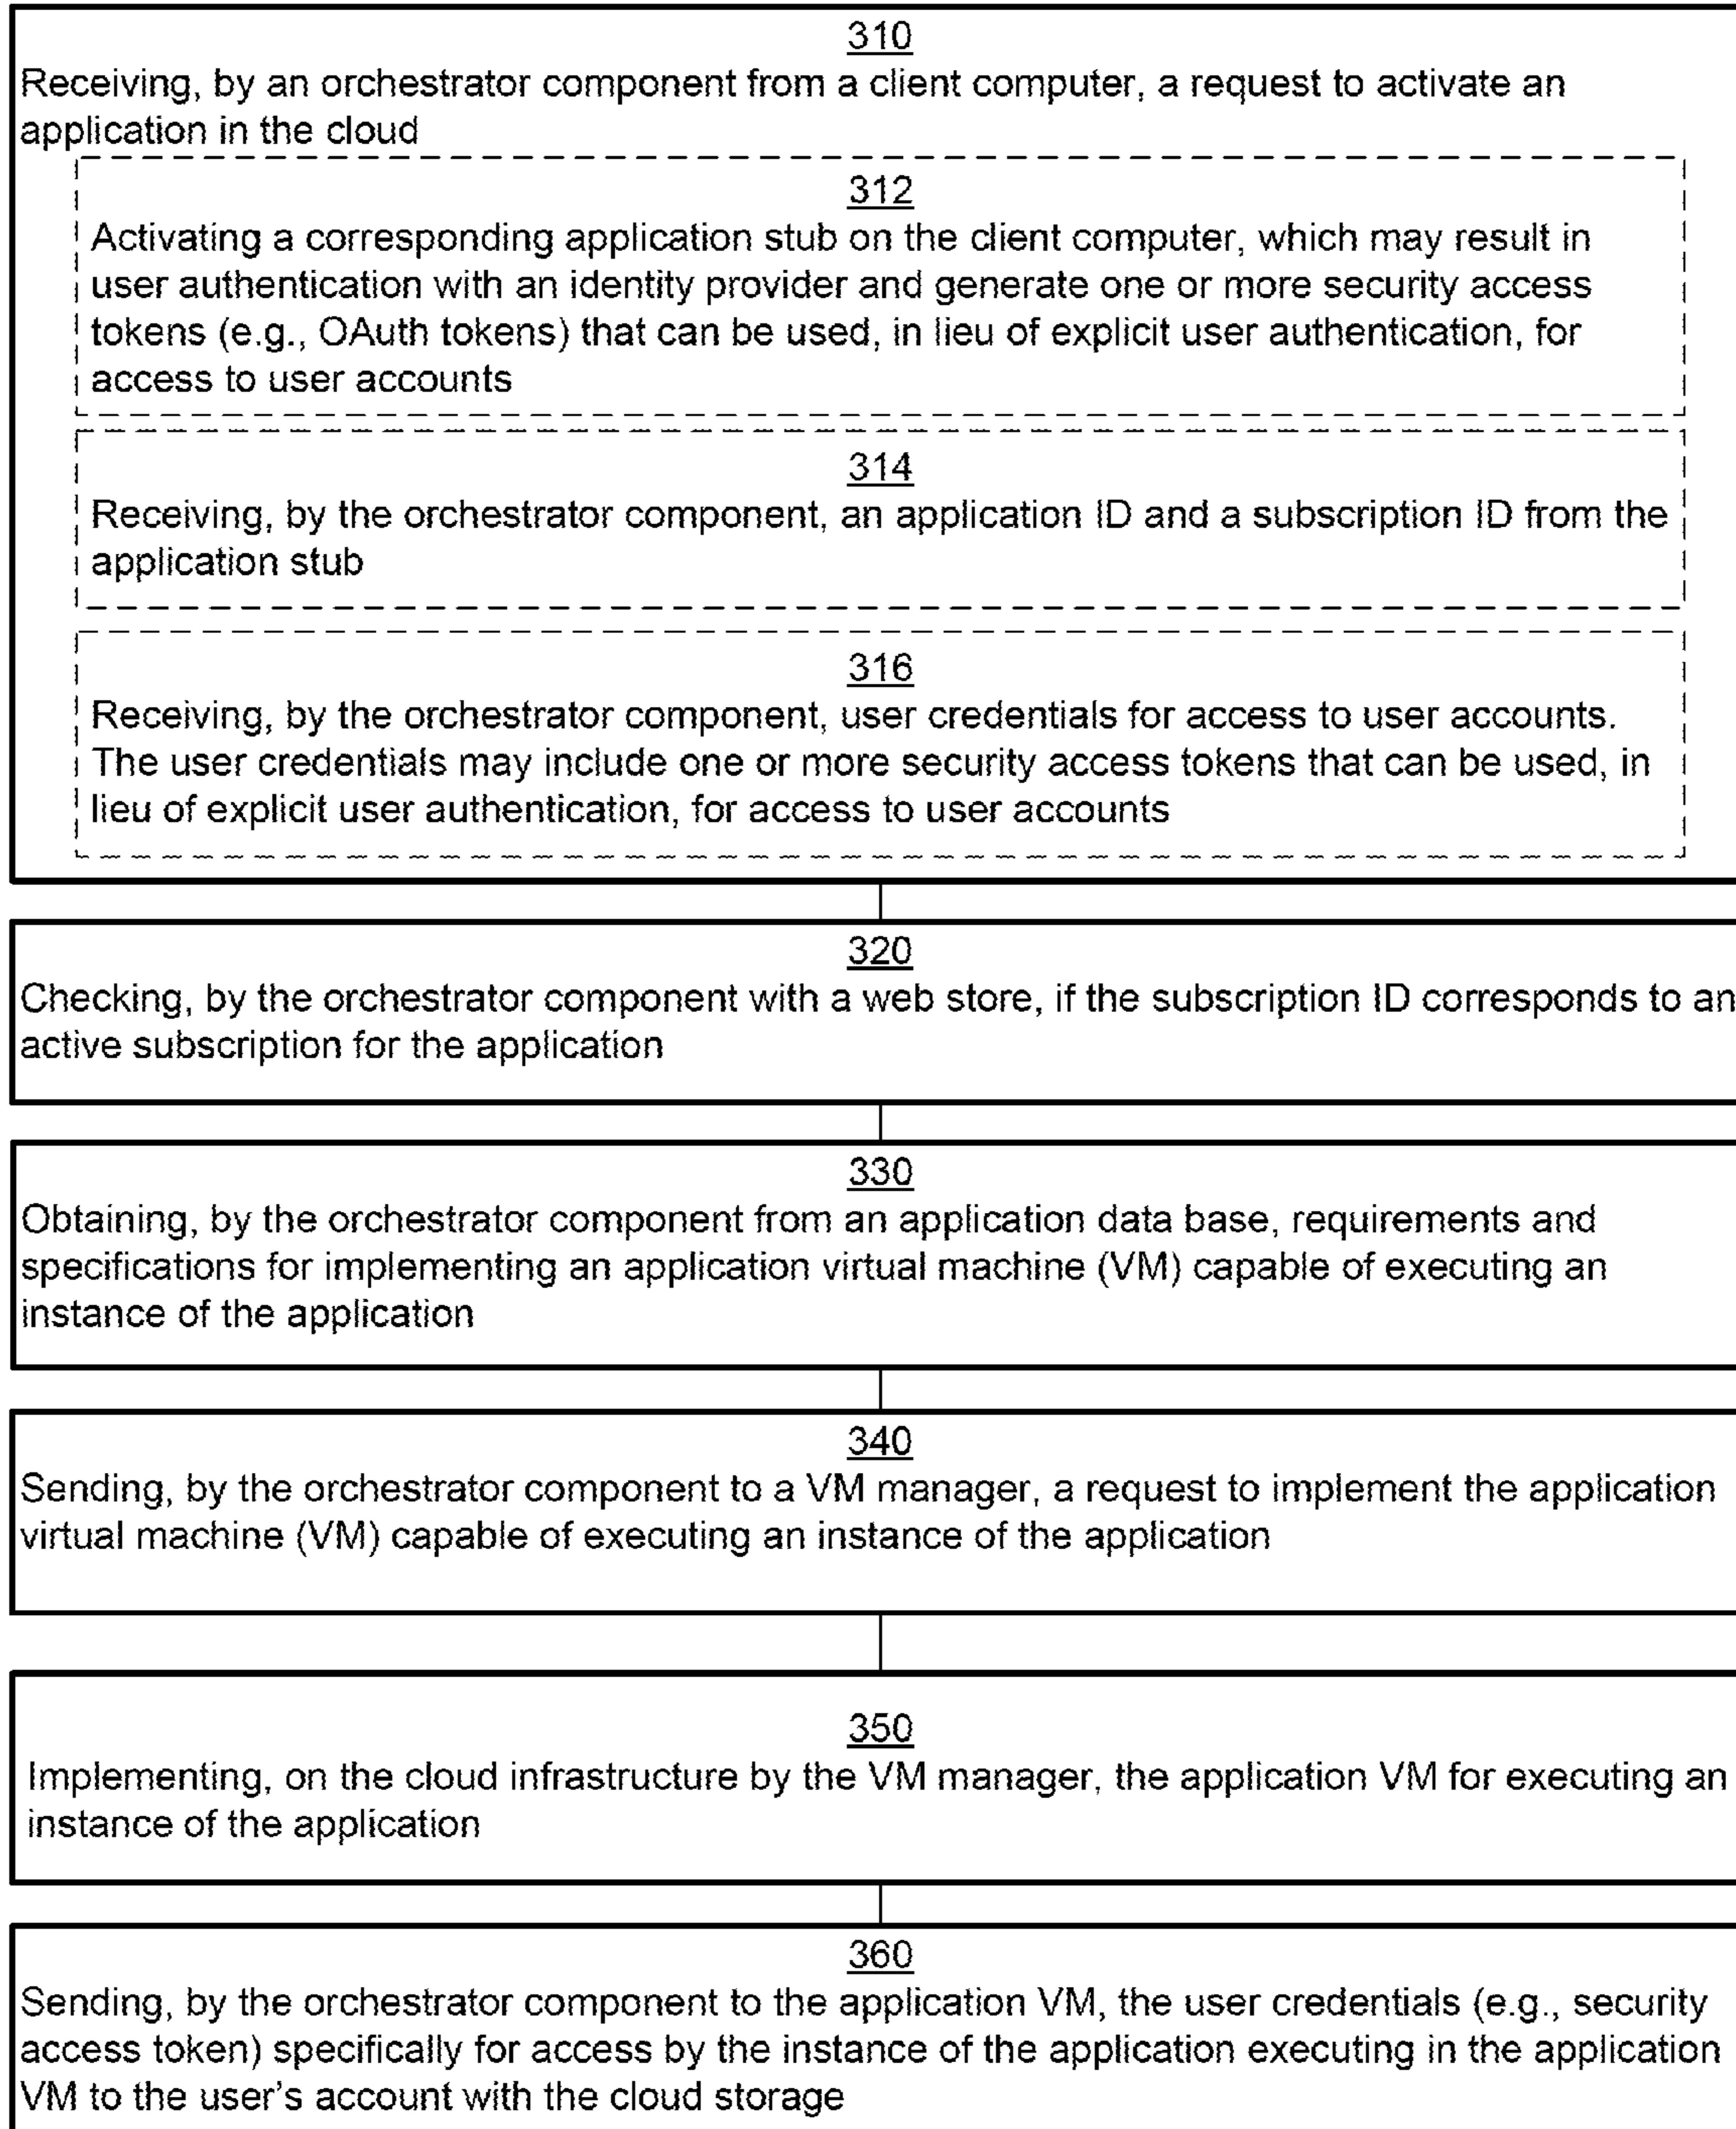 310
Receiving, by an orchestrator component from a client computer, a request to activate an
application in the cloud
312
Activating a corresponding application stub on the client computer, which may result in
user authentication with an identity provider and generate one or more security access
tokens (e.g., OAuth tokens) that can be used, in lieu of explicit user authentication, for
access to user accounts
314
Receiving, by the orchestrator component, an application ID and a subscription ID from the
application stub
316
Receiving, by the orchestrator component, user credentials for access to user accounts.
The user credentials may include one or more security access tokens that can be used, in
lieu of explicit user authentication, for access to user accounts
320
Checking, by the orchestrator component with a web store, if the subscription ID corresponds to an
active subscription for the application
330
Obtaining, by the orchestrator component from an application data base, requirements and
specifications for implementing an application virtual machine (VM) capable of executing an
instance of the application
340
Sending, by the orchestrator component to a VM manager, a request to implement the application
virtual machine (VM) capable of executing an instance of the application
350
Implementing, on the cloud infrastructure by the VM manager, the application VM for executing an
instance of the application
360
Sending, by the orchestrator component to the application VM, the user credentials (e.g., security
access token) specifically for access by the instance of the application executing in the application
VM to the user's account with the cloud storage